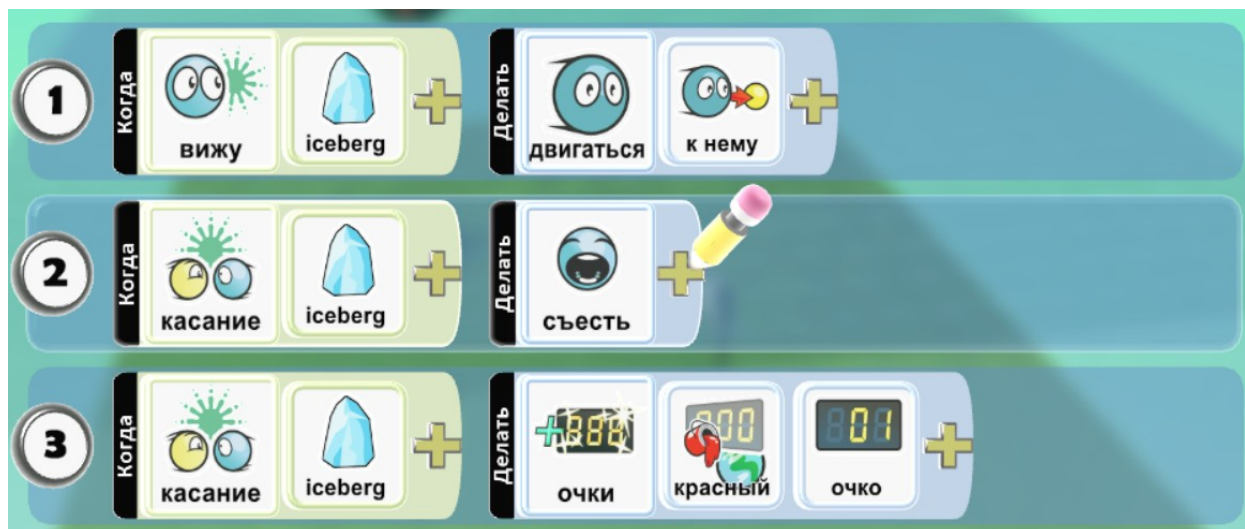 1 Когда вижу iceberg Делать двигаться к нему
2 Когда касание iceberg Делать съесть
3 Когда касание iceberg Делать очки красный 000 очко 01